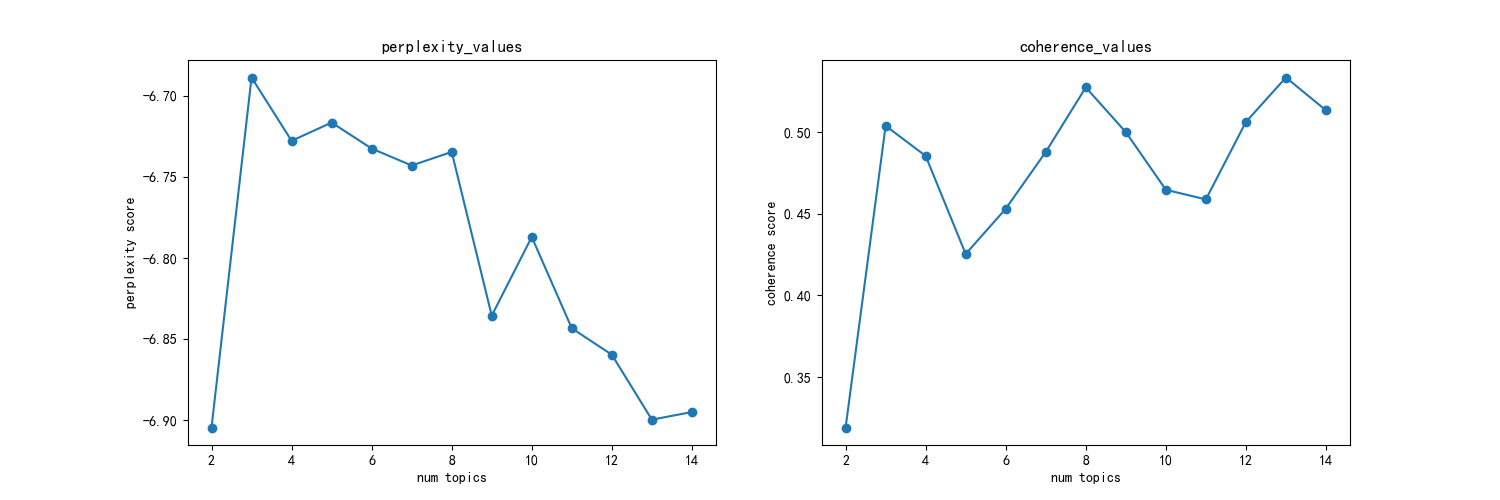 perplexity_values
perplexity score
-6.70
-6.75
-6.80
-6.85
-6.90
2 4 6 8 10 12 14
num topics
coherence_values
coherence score
0.50
0.45
0.40
0.35
2 4 6 8 10 12 14
num topics